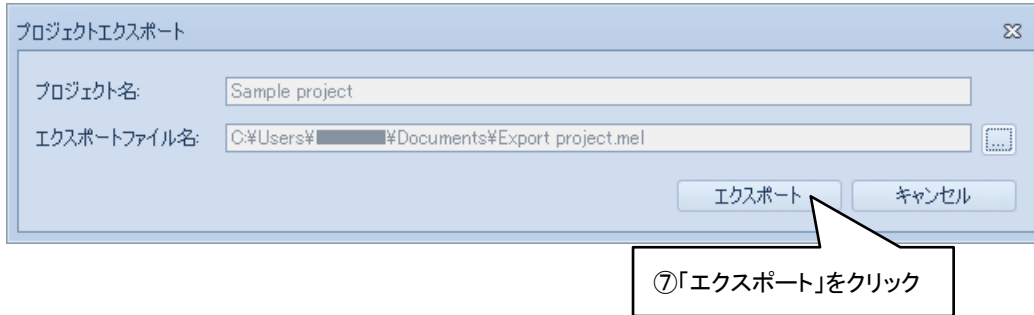 プロジェクトエクスポート
プロジェクト名: Sample project
エクスポートファイル名: C:¥Users¥ ¥Documents¥Export project.mel ...
エクスポート キャンセル
⑦「エクスポート」をクリック